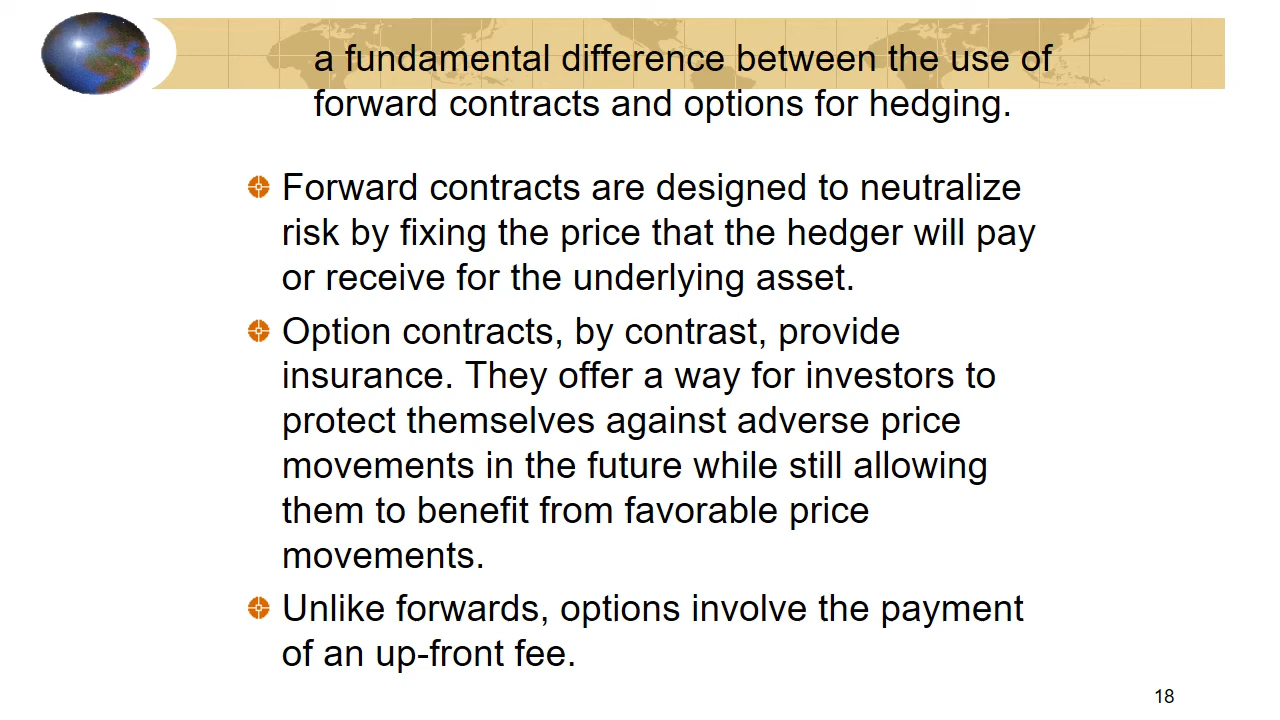 a fundamental difference between the use of
forward contracts and options for hedging.
Forward contracts are designed to neutralize
risk by fixing the price that the hedger will pay
or receive for the underlying asset.
Option contracts, by contrast, provide
insurance. They offer a way for investors to
protect themselves against adverse price
movements in the future while still allowing
them to benefit from favorable price
movements.
Unlike forwards, options involve the payment
of an up-front fee.
18